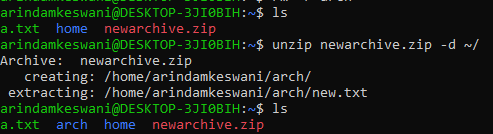 arindamkeswani@DESKTOP-3JI0BIH:~$ ls
a.txt home newarchive.zip
arindamkeswani@DESKTOP-3JI0BIH:~$ unzip newarchive.zip -d ~/
Archive: newarchive.zip
creating: /home/arindamkeswani/arch/
extracting: /home/arindamkeswani/arch/new.txt
arindamkeswani@DESKTOP-3JI0BIH:~$ ls
a.txt arch home newarchive.zip